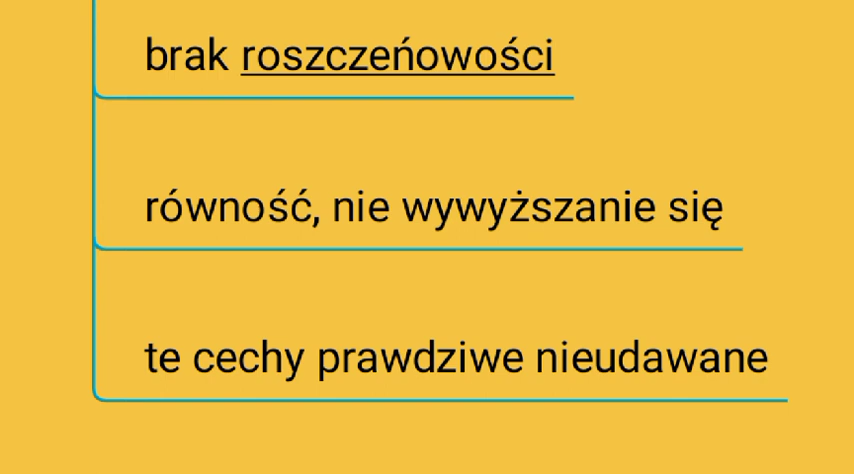 brak roszczeńowości
równość, nie wywyższanie się
te cechy prawdziwe nieudawane